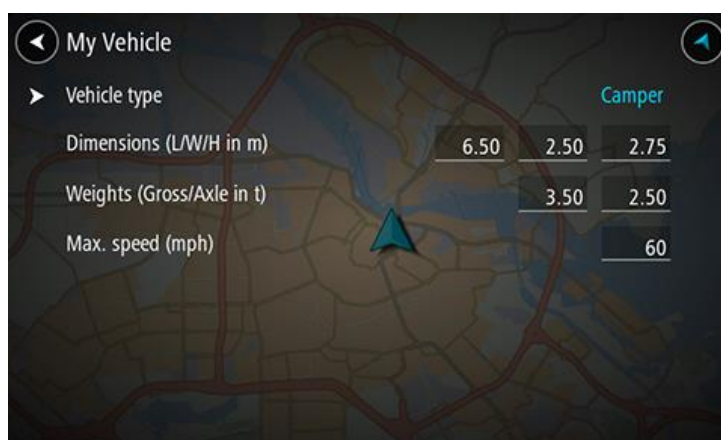 My Vehicle
Vehicle type Camper
Dimensions (L/W/H in m) 6.50 2.50 2.75
Weights (Gross/Axle in t) 3.50 2.50
Max. speed (mph) 60